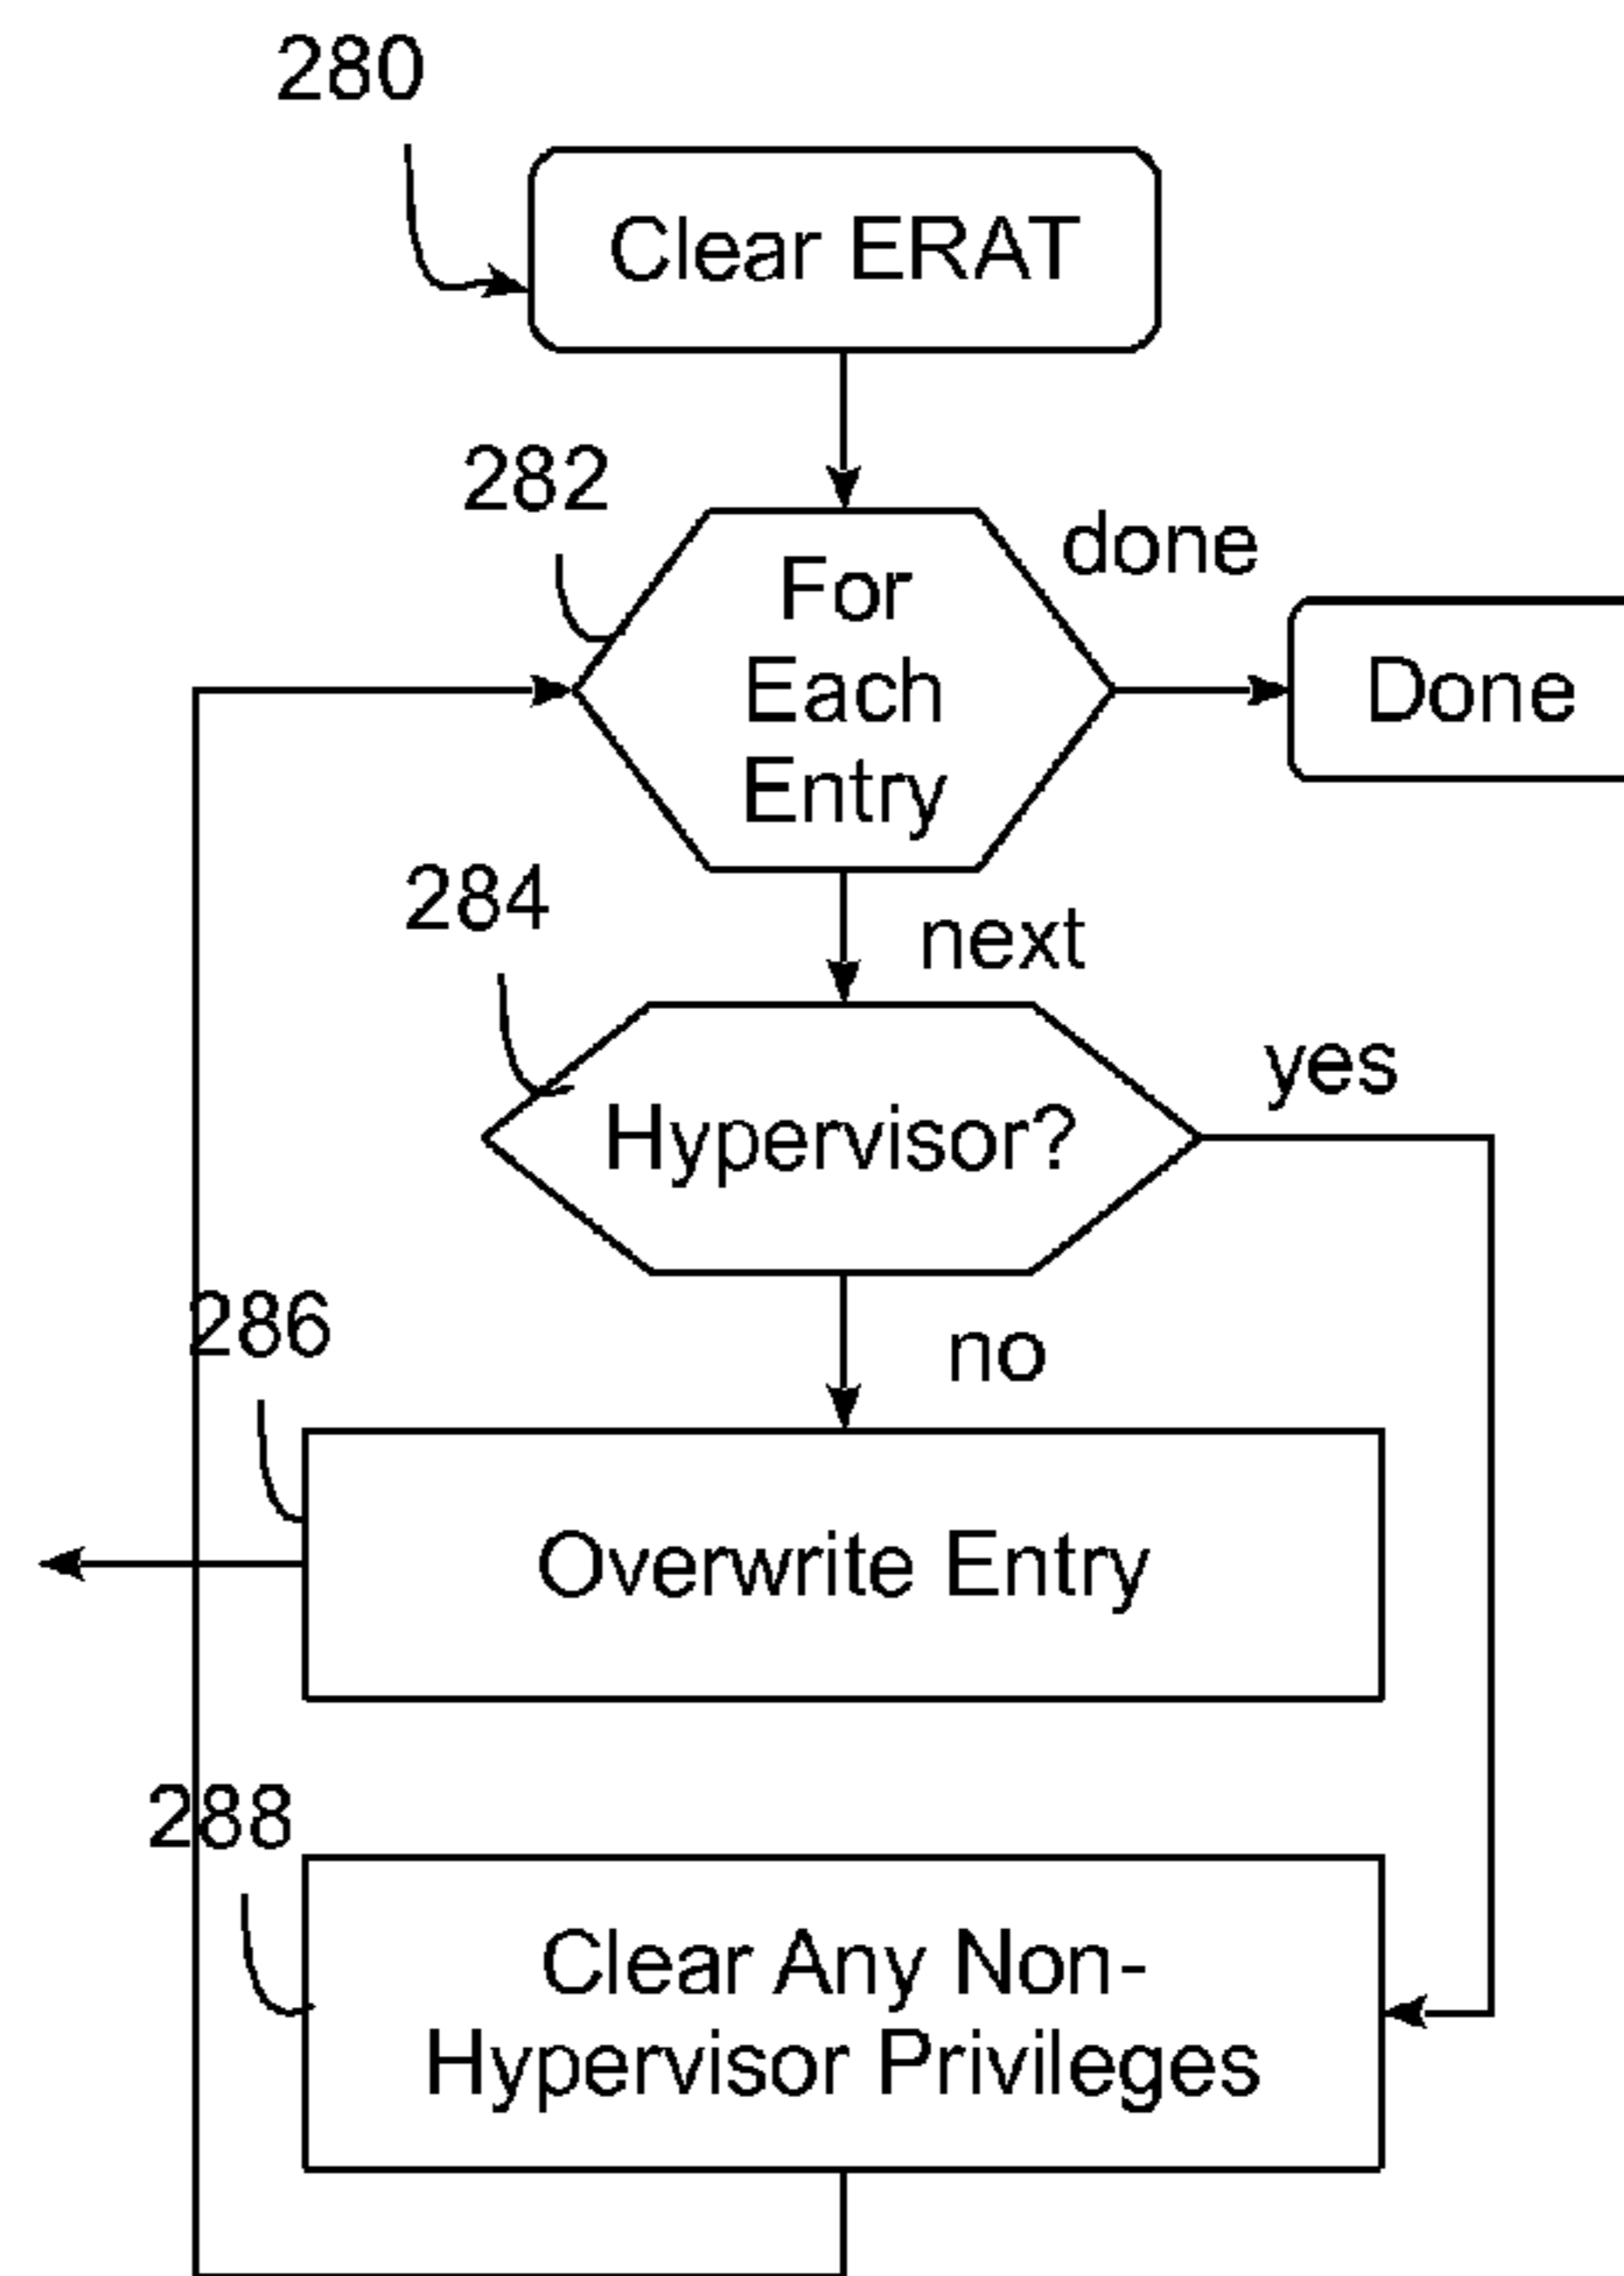 280
Clear ERAT
282
done
For
Each
Entry
Done
284
next
yes
Hypervisor?
286
no
Overwrite Entry
288
Clear Any Non-
Hypervisor Privileges